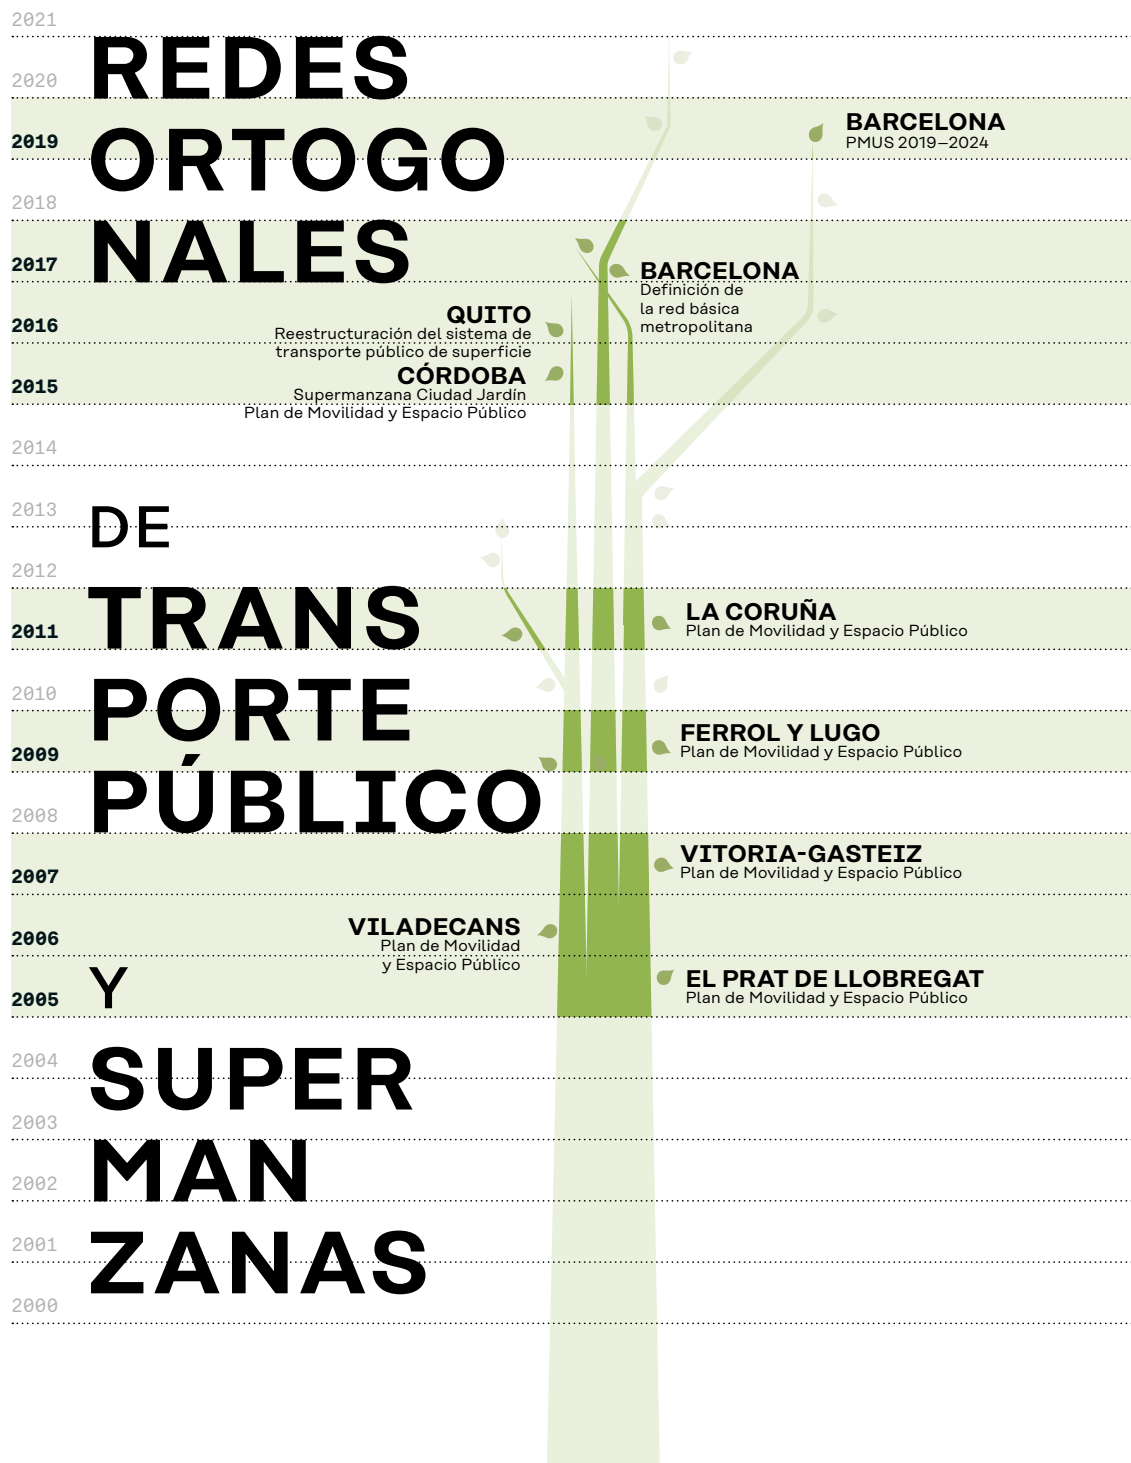 2021
REDES
2020
2019
ORTOGO
BARCELONA
PMUS 2019–2024
2018
NALES
2017
BARCELONA
Definición de
la red básica
metropolitana
QUITO
Reestructuración del sistema de
transporte público de superficie
2016
CÓRDOBA
Supermanzana Ciudad Jardín
Plan de Movilidad y Espacio Público
2015
2014
2013
DE
2012
TRANS
2011
LA CORUÑA
Plan de Movilidad y Espacio Público
2010
PORTE
2009
FERROL Y LUGO
Plan de Movilidad y Espacio Público
PÚBLICO
2008
2007
VITORIA-GASTEIZ
Plan de Movilidad y Espacio Público
2006
VILADECANS
Plan de Movilidad
y Espacio Público
Y
2005
EL PRAT DE LLOBREGAT
Plan de Movilidad y Espacio Público
2004
SUPER
2003
MAN
2002
2001
ZANAS
2000